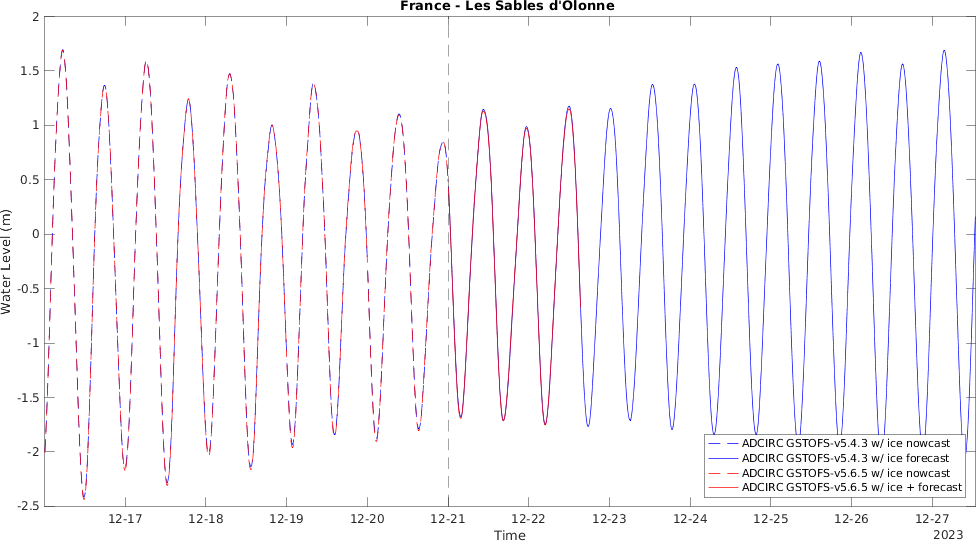 France - Les Sables d'Olonne
2
1.5
1
0.5
0
-0.5
-1
-1.5
-2
-2.5
Water Level (m)
12-17 12-18 12-19 12-20 12-21 12-22 12-23 12-24 12-25 12-26 12-27
2023
Time
ADCIRC GSTOFS-v5.4.3 w/ ice nowcast
ADCIRC GSTOFS-v5.4.3 w/ ice forecast
ADCIRC GSTOFS-v5.6.5 w/ ice nowcast
ADCIRC GSTOFS-v5.6.5 w/ ice + forecast